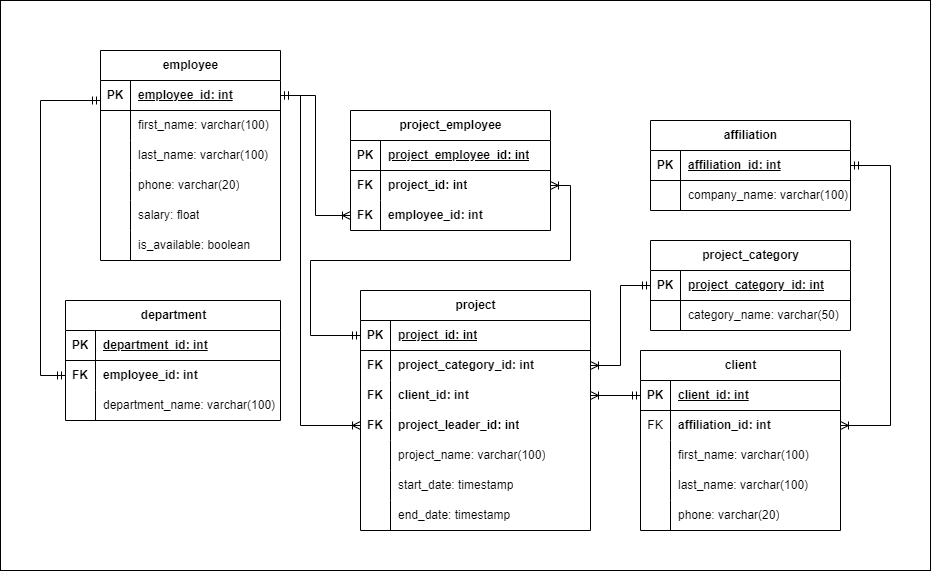 employee
PK employee_id: int
first_name: varchar(100)
last_name: varchar(100)
phone: varchar(20)
salary: float
is_available: boolean
project_employee
PK project_employee_id: int
FK project_id: int
FK employee_id: int
affiliation
PK affiliation_id: int
company_name: varchar(100)
project_category
PK project_category_id: int
category_name: varchar(50)
department
PK department_id: int
FK employee_id: int
department_name: varchar(100)
project
PK project_id: int
FK project_category_id: int
FK client_id: int
FK project_leader_id: int
project_name: varchar(100)
start_date: timestamp
end_date: timestamp
client
PK client_id: int
FK affiliation_id: int
first_name: varchar(100)
last_name: varchar(100)
phone: varchar(20)